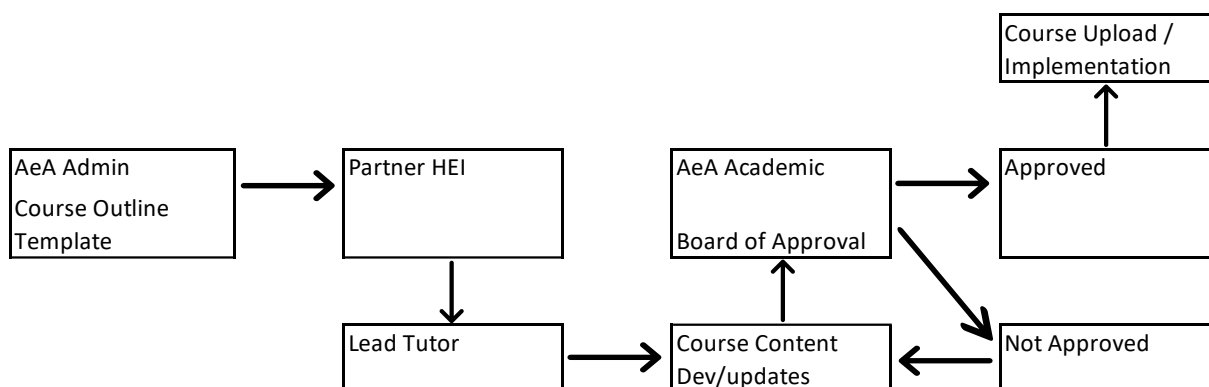 Course Upload /
Implementation
AeA Admin
Course Outline
Template
Partner HEI
AeA Academic
Board of Approval
Approved
Lead Tutor
Course Content
Dev/updates
Not Approved